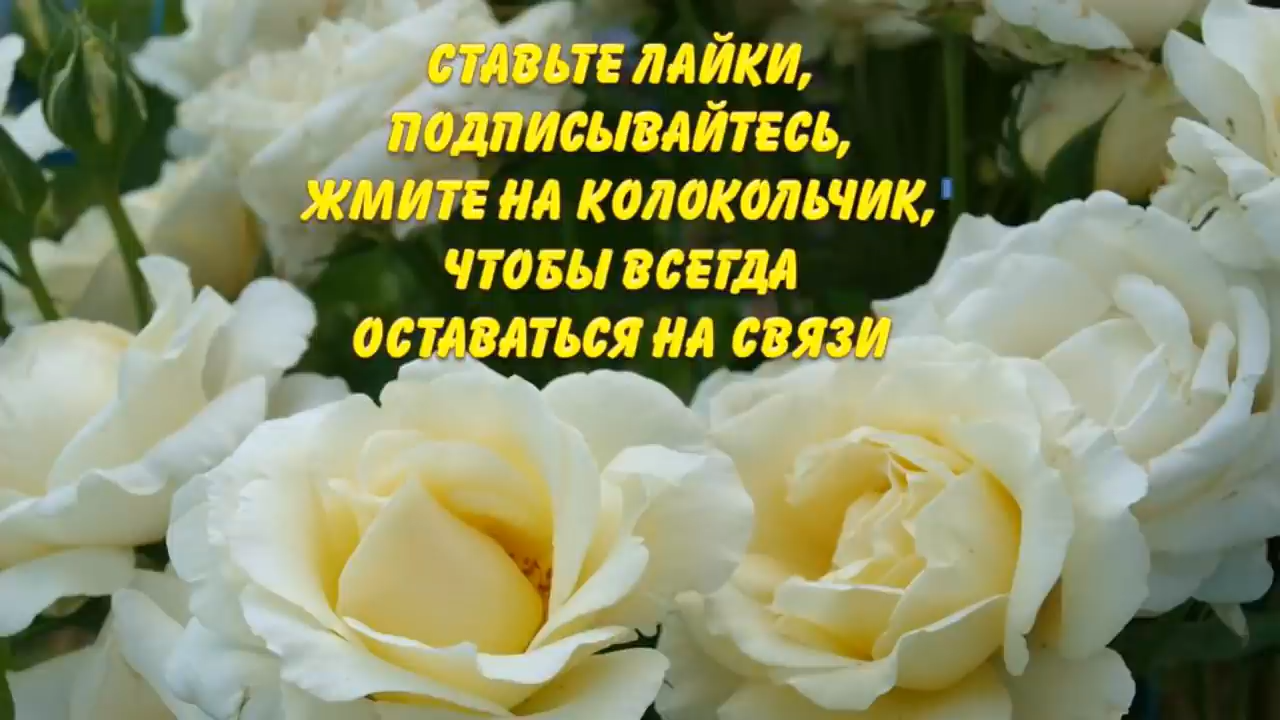 СТАВЬТЕ ЛАЙКИ,
ПОДПИСЫВАЙТЕСЬ,
ЖМИТЕ НА КОЛОКОЛЬЧИК,
ЧТОБЫ ВСЕГДА
ОСТАВАТЬСЯ НА СВЯЗИ